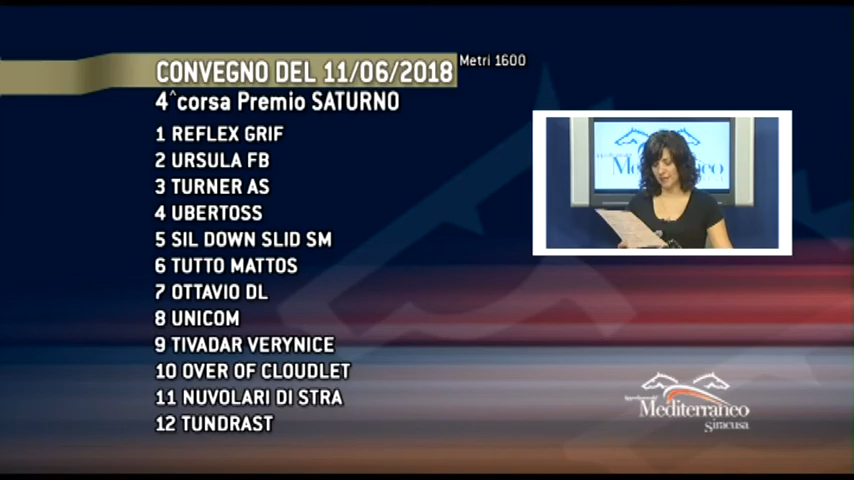 CONVEGNO DEL 11/06/2018
Metri 1600
4^corsa Premio SATURNO
1 REFLEX GRIF
2 URSULA FB
3 TURNER AS
4 UBERTOSS
5 SIL DOWN SLID SM
6 TUTTO MATTOS
7 OTTAVIO DL
8 UNICOM
9 TIVADAR VERYNICE
10 OVER OF CLOUDLET
11 NUVOLARI DI STRA
12 TUNDRAST
Mediterraneo
Siracusa